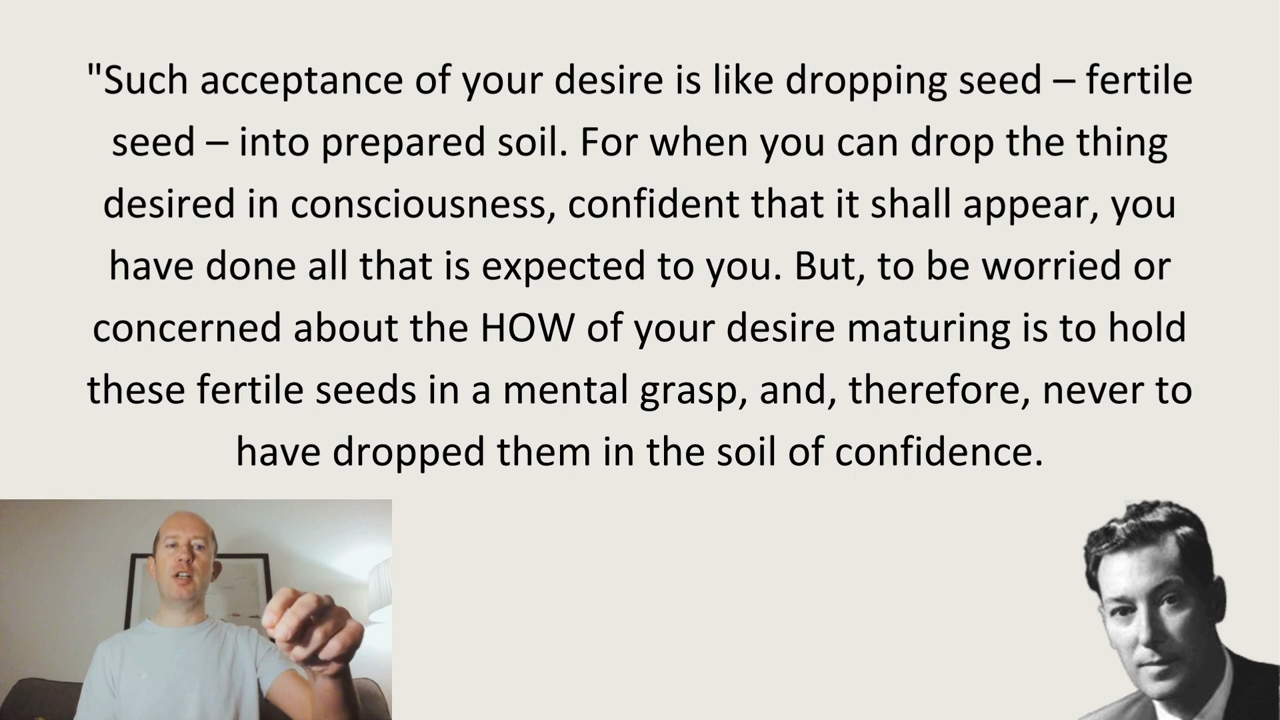 "Such acceptance of your desire is like dropping seed – fertile
seed – into prepared soil. For when you can drop the thing
desired in consciousness, confident that it shall appear, you
have done all that is expected to you. But, to be worried or
concerned about the HOW of your desire maturing is to hold
these fertile seeds in a mental grasp, and, therefore, never to
have dropped them in the soil of confidence.